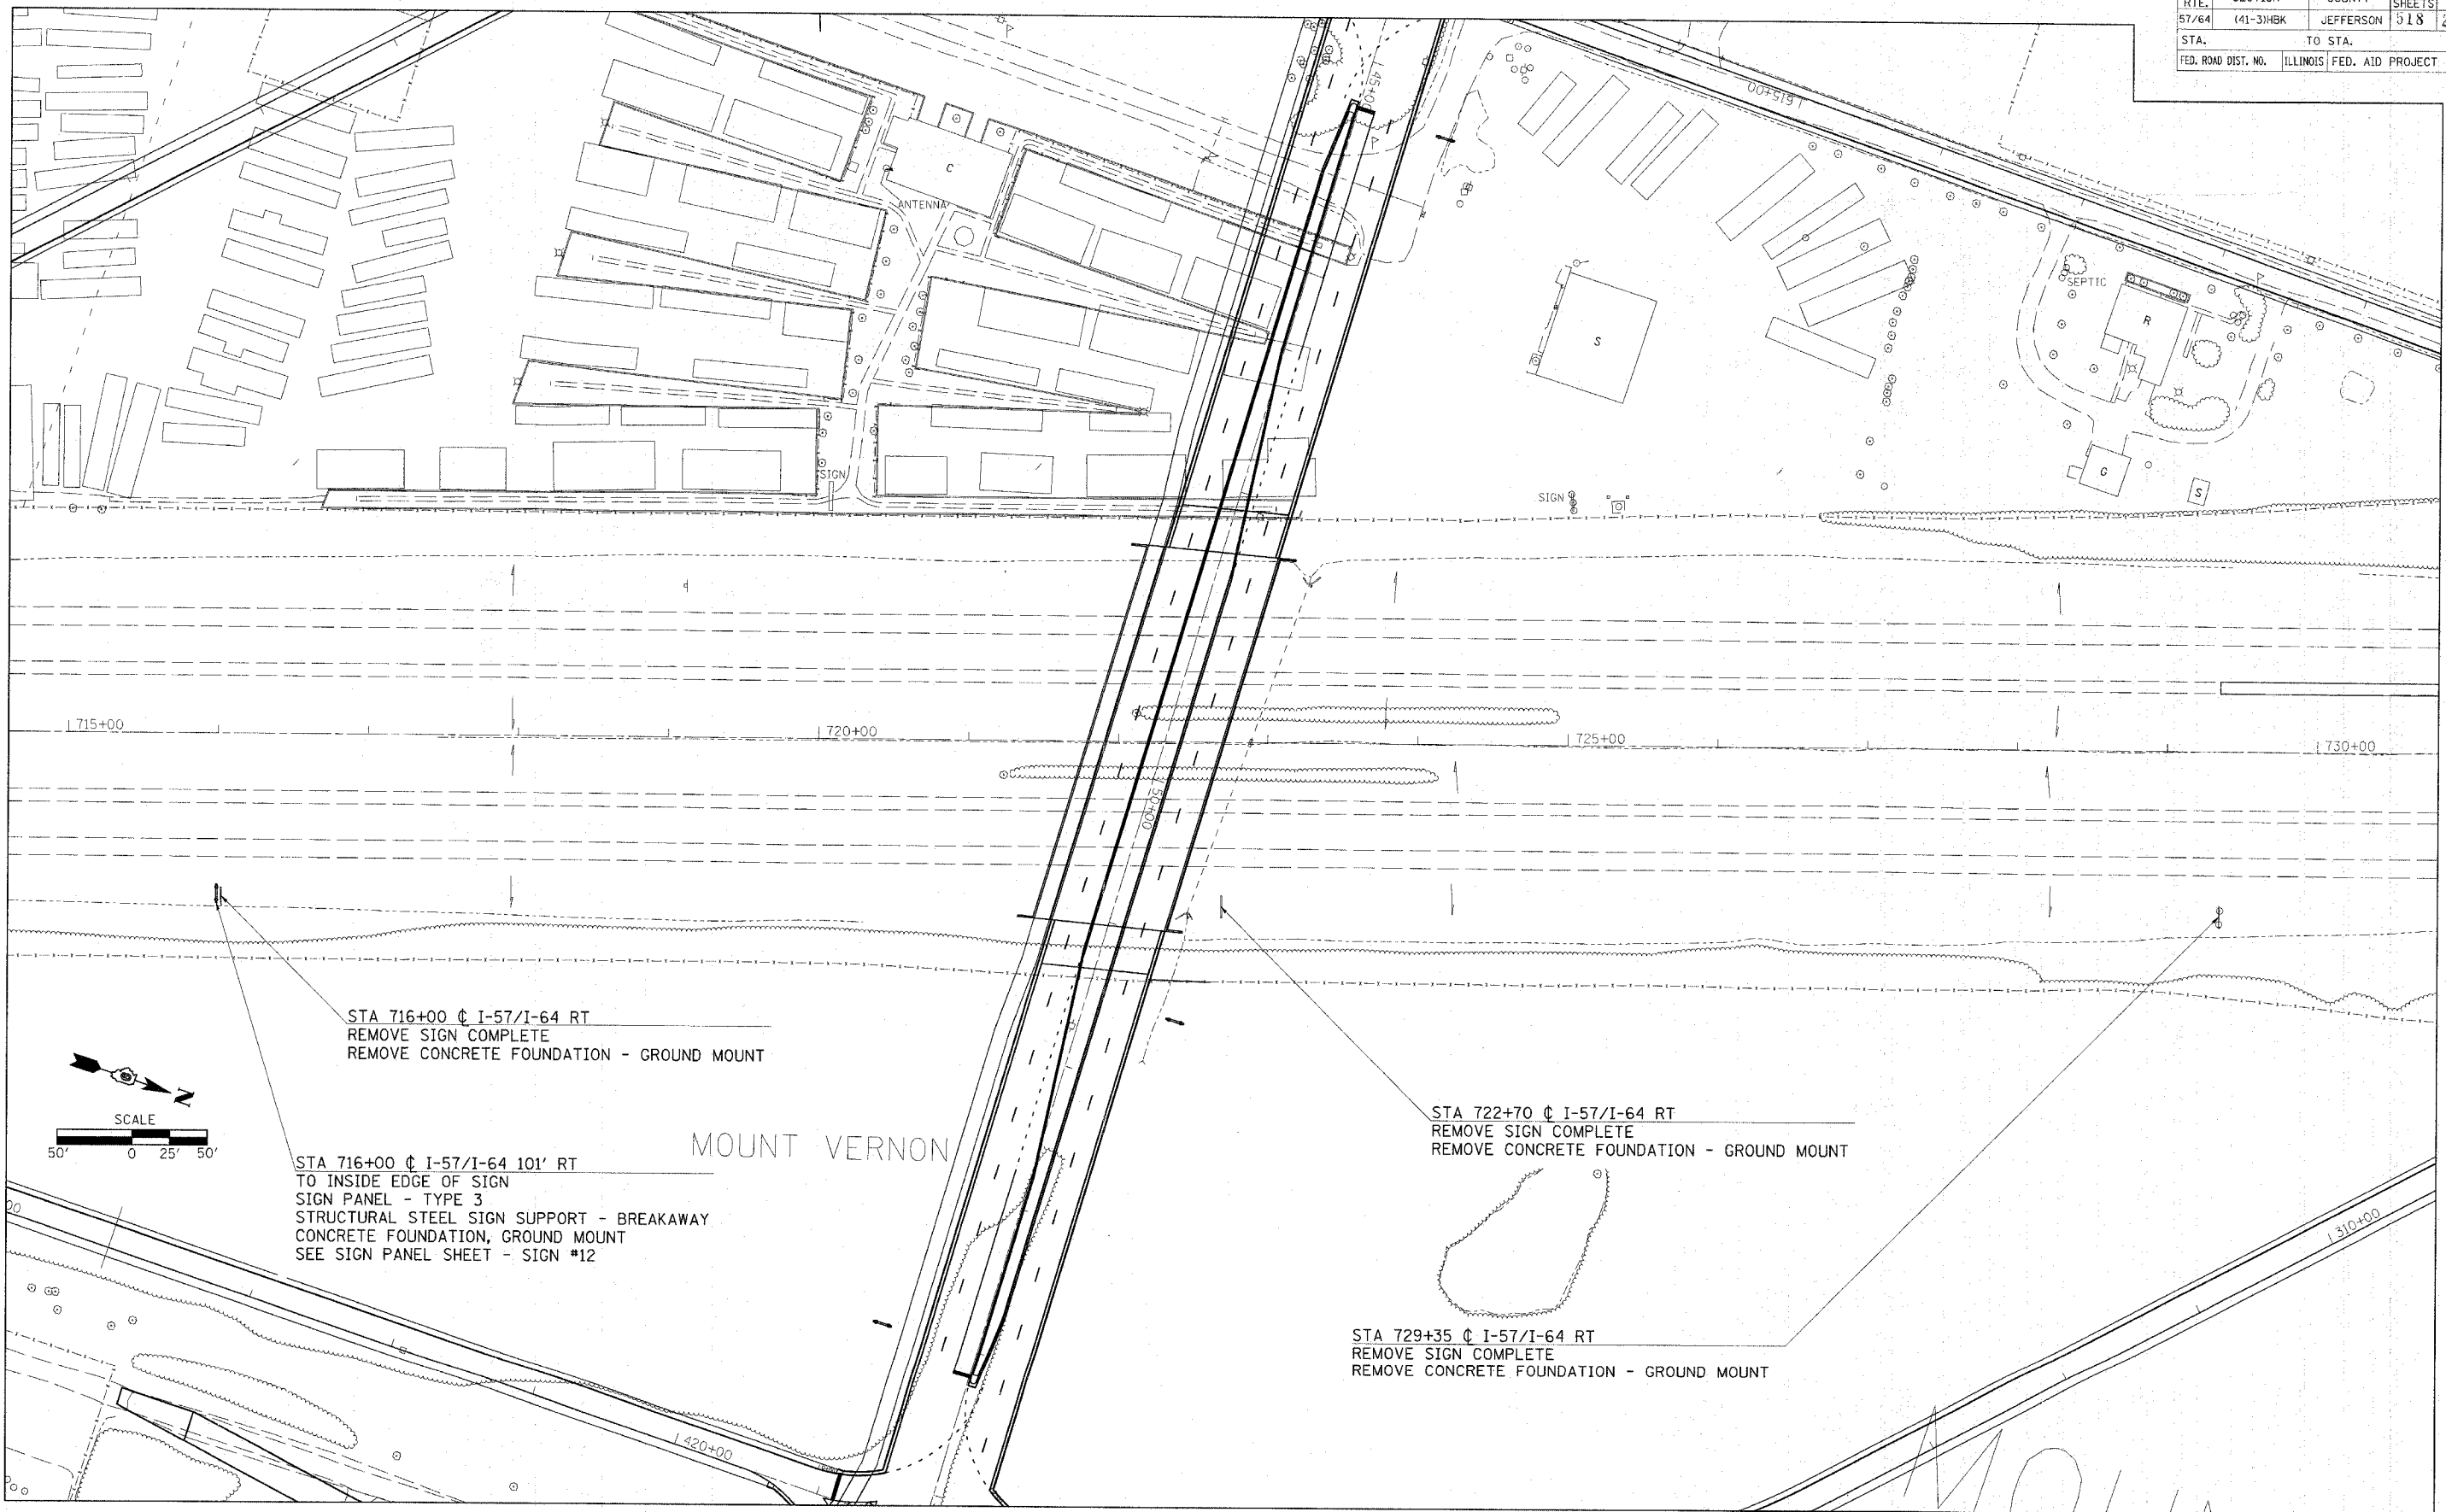 RTE. SECTION COUNTY SHEETS
57/64 (41-3)HBK JEFFERSON 518
STA. TO STA.
FED. ROAD DIST. NO. ILLINOIS FED. AID PROJECT
45+00
615+00
C
ANTENNA
SEPTIC
R
S
G
S
SIGN
SIGN
715+00
720+00
725+00
730+00
50+00
STA 716+00 ℄ I-57/I-64 RT
REMOVE SIGN COMPLETE
REMOVE CONCRETE FOUNDATION - GROUND MOUNT
N
SCALE
50' 0 25' 50'
MOUNT VERNON
STA 716+00 ℄ I-57/I-64 101' RT
TO INSIDE EDGE OF SIGN
SIGN PANEL - TYPE 3
STRUCTURAL STEEL SIGN SUPPORT - BREAKAWAY
CONCRETE FOUNDATION, GROUND MOUNT
SEE SIGN PANEL SHEET - SIGN #12
STA 722+70 ℄ I-57/I-64 RT
REMOVE SIGN COMPLETE
REMOVE CONCRETE FOUNDATION - GROUND MOUNT
STA 729+35 ℄ I-57/I-64 RT
REMOVE SIGN COMPLETE
REMOVE CONCRETE FOUNDATION - GROUND MOUNT
310+00
420+00